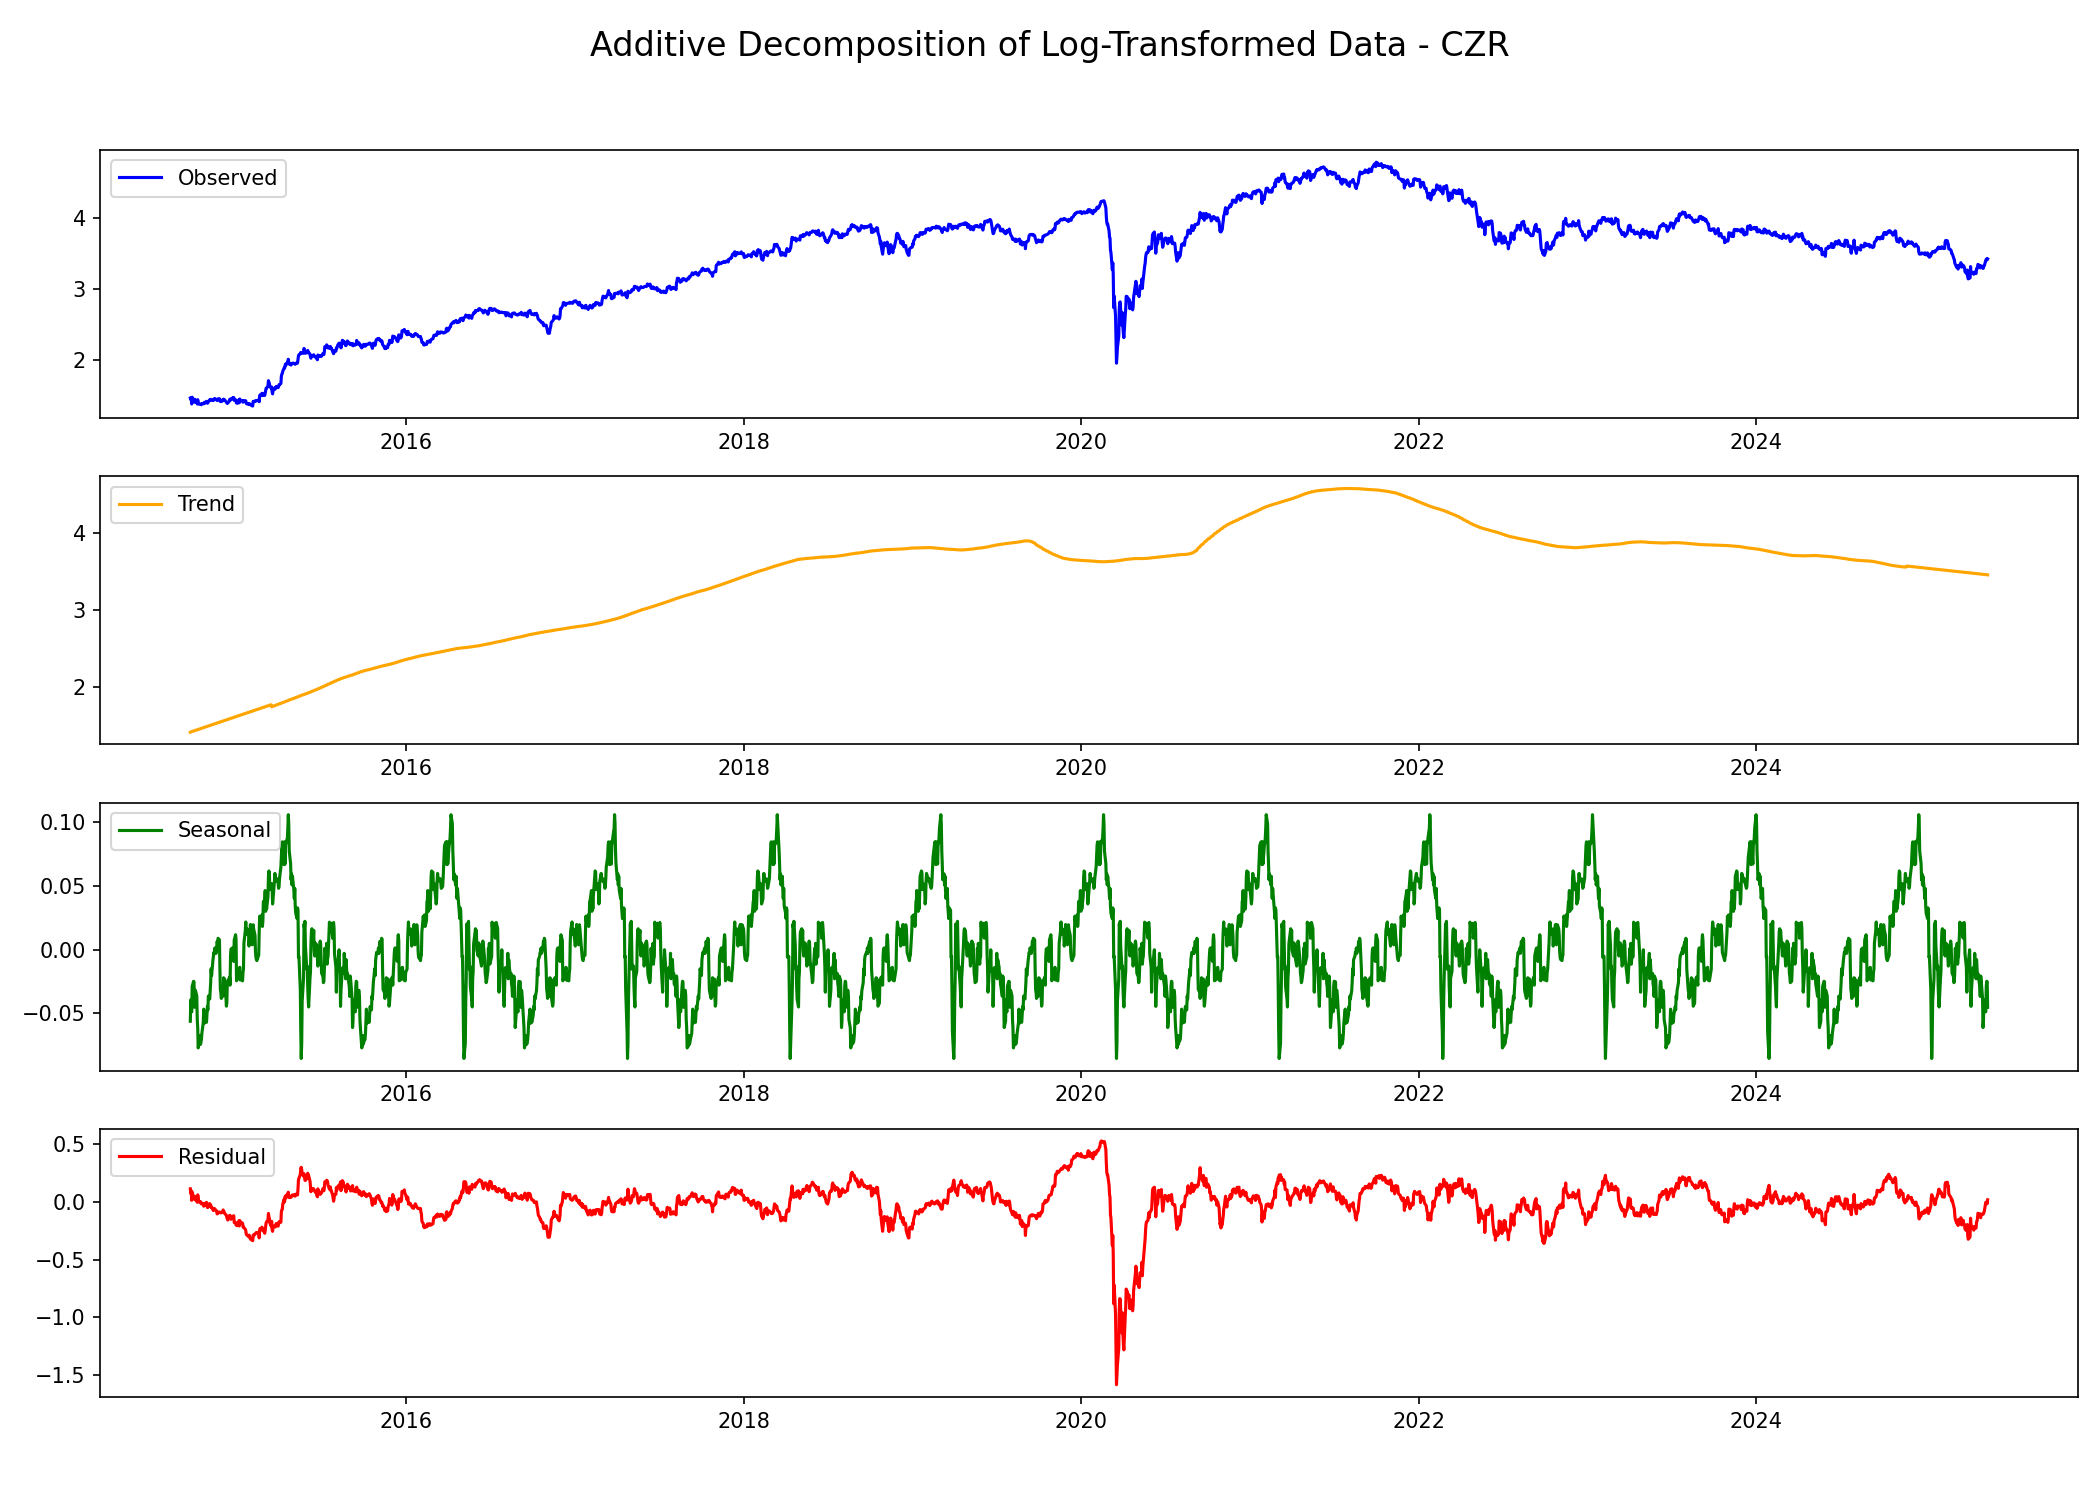 Additive Decomposition of Log-Transformed Data - CZR
Observed
4
3
2
2016 2018 2020 2022 2024
Trend
4
3
2
2016 2018 2020 2022 2024
Seasonal
0.10
0.05
0.00
−0.05
2016 2018 2020 2022 2024
Residual
0.5
0.0
−0.5
−1.0
−1.5
2016 2018 2020 2022 2024